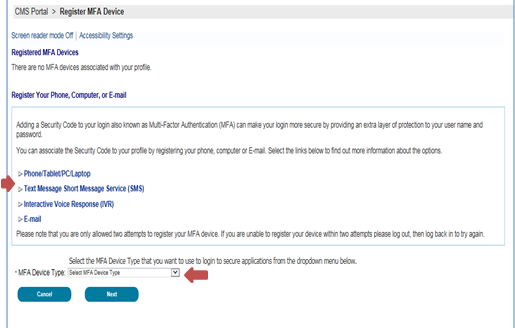 CMS Portal > Register MFA Device
Screen reader mode Off | Accessibility Settings
Registered MFA Devices
There are no MFA devices associated with your profile.
Register Your Phone, Computer, or E-mail
Adding a Security Code to your login also known as Multi-Factor Authentication (MFA) can make your login more secure by providing an extra layer of protection to your user name and
password.
You can associate the Security Code to your profile by registering your phone, computer or E-mail. Select the links below to find out more information about the options.
> Phone/Tablet/PC/Laptop
> Text Message Short Message Service (SMS)
> Interactive Voice Response (IVR)
> E-mail
Please note that you are only allowed two attempts to register your MFA device. If you are unable to register your device within two attempts please log out, then log back in to try again.
Select the MFA Device Type that you want to use to login to secure applications from the dropdown menu below.
* MFA Device Type: Select MFA Device Type
Cancel Next